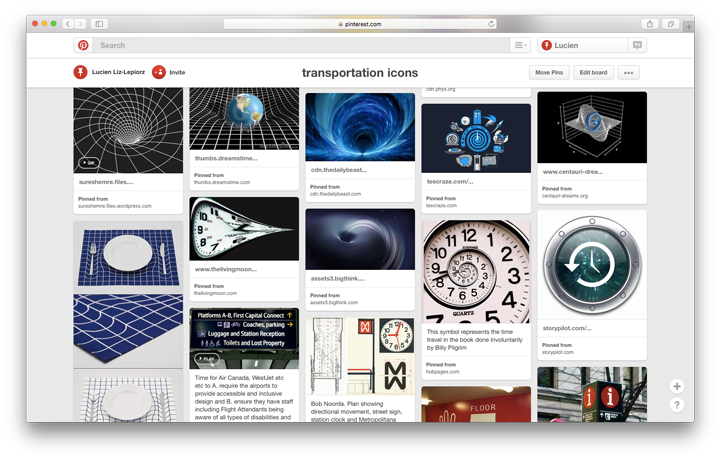 pinterest.com
Search
Lucien
Lucien Liz-Lepiorz
Invite
transportation icons
Move Pins
Edit board
GIF
sureshemre.files....
Pinned from
sureshemre.files.wordpress.com
thumbs.dreamstime...
Pinned from
thumbs.dreamstime.com
www.thelivingmoon...
Pinned from
thelivingmoon.com
Platforms A-B, First Capital Connect
Coaches, parking
Luggage and Station Reception
Toilets and Lost Property
PLAY
Time for Air Canada, WestJet etc
etc to A. require the airports to
provide accessible and inclusive
design and B. ensure they have staff
including Flight Attendants being
aware of all types of disabilities and
cdn.thedailybeast...
Pinned from
cdn.thedailybeast.com
assets3.bigthink....
Pinned from
assets3.bigthink.com
M
Bob Noorda. Plan showing
directional movement, street sign,
station clock and Metropolitana
cdn.phys.org
teecraze.com/...
Pinned from
teecraze.com
QUARTZ
This symbol represents the time
travel in the book done involuntarily
by Billy Pilgrim
Pinned from
hubpages.com
FLOOR
www.centauri-drea...
Pinned from
centauri-dreams.org
storypilot.com/...
Pinned from
storypilot.com
i
i
?